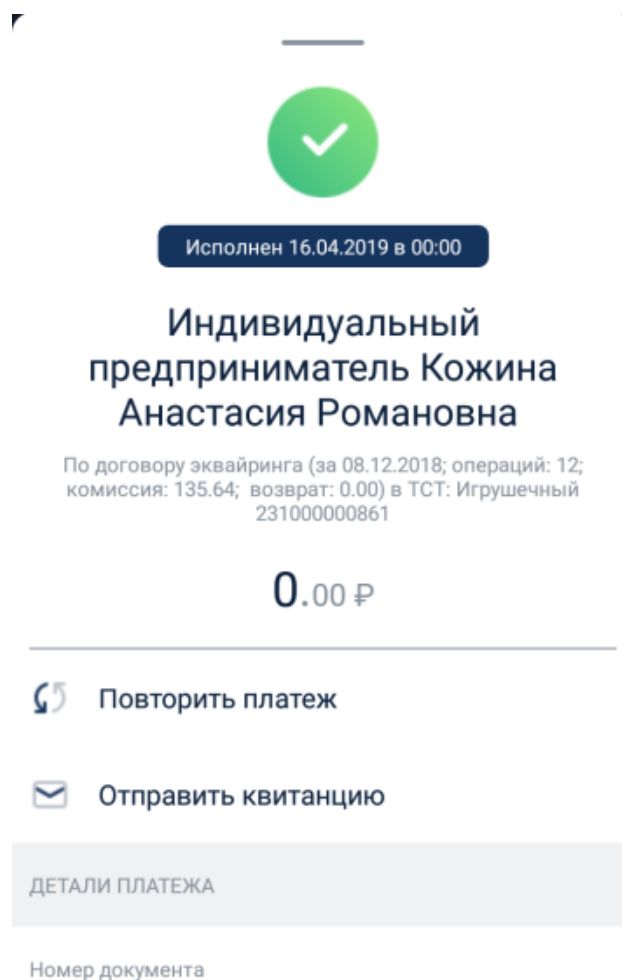 Исполнен 16.04.2019 в 00:00
Индивидуальный
предприниматель Кожина
Анастасия Романовна
По договору эквайринга (за 08.12.2018; операций: 12;
комиссия: 135.64; возврат: 0.00) в ТСТ: Игрушечный
231000000861
0.00 ₽
Повторить платеж
Отправить квитанцию
ДЕТАЛИ ПЛАТЕЖА
Номер документа